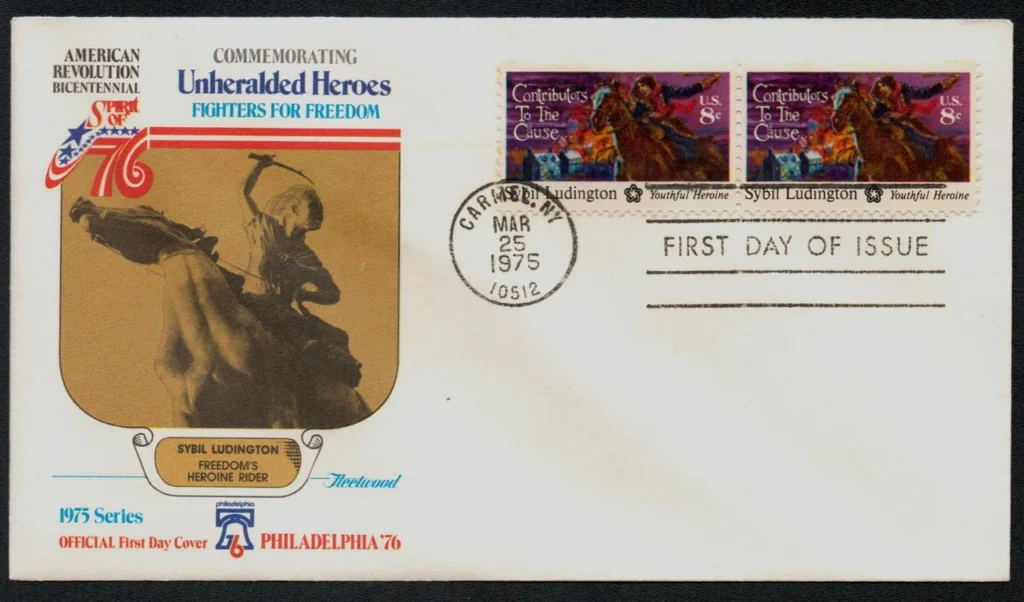 AMERICAN
REVOLUTION
BICENTENNIAL
SPIRIT
OF
76
COMMEMORATING
Unheralded Heroes
FIGHTERS FOR FREEDOM
Contributors
To The
Cause...
U.S.
8c
Sybil Ludington Youthful Heroine
Contributors
To The
Cause...
U.S.
8c
Sybil Ludington Youthful Heroine
CARMEL, NY
MAR
25
1975
10512
FIRST DAY OF ISSUE
SYBIL LUDINGTON
FREEDOM'S
HEROINE RIDER
Fleetwood
1975 Series
OFFICIAL First Day Cover
philadelphia
76
PHILADELPHIA '76